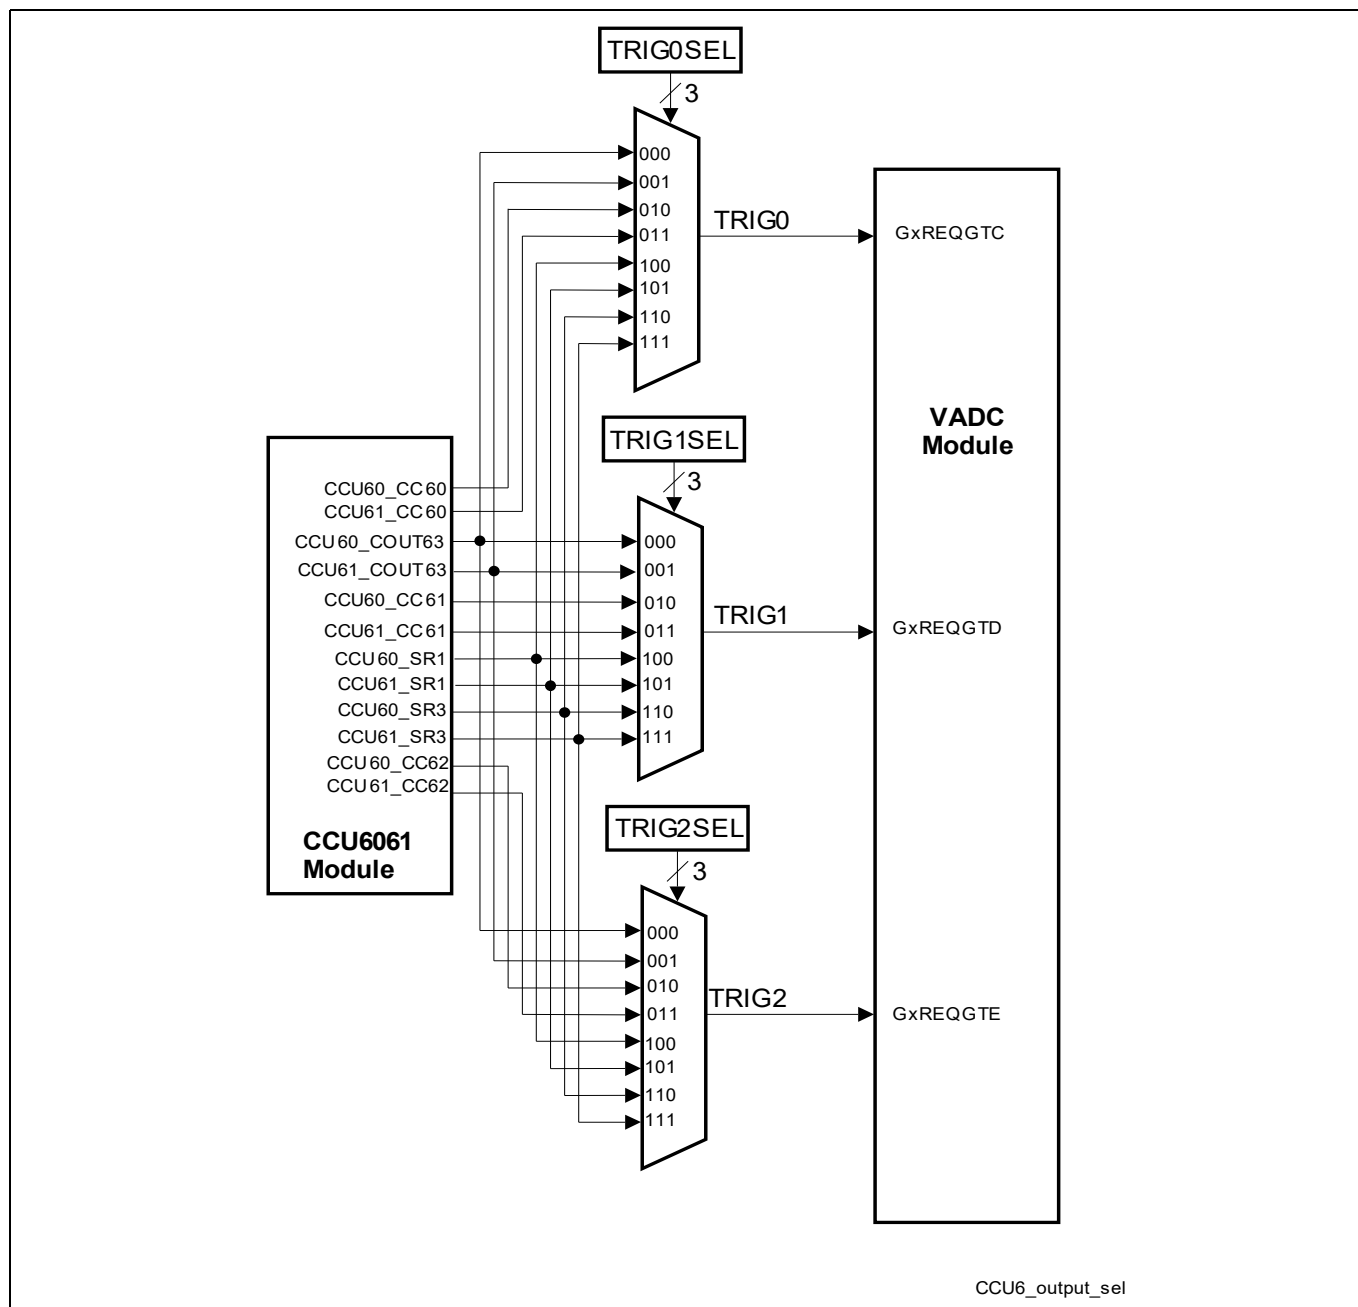 TRIG0SEL
3
000
001
010
011
100
101
110
111
TRIG0
GxREQGTC
VADC
Module
TRIG1SEL
3
CCU60_CC60
CCU61_CC60
CCU60_COUT63
CCU61_COUT63
CCU60_CC61
CCU61_CC61
CCU60_SR1
CCU61_SR1
CCU60_SR3
CCU61_SR3
CCU60_CC62
CCU61_CC62
CCU6061
Module
000
001
010
011
100
101
110
111
TRIG1
GxREQGTD
TRIG2SEL
3
000
001
010
011
100
101
110
111
TRIG2
GxREQGTE
CCU6_output_sel